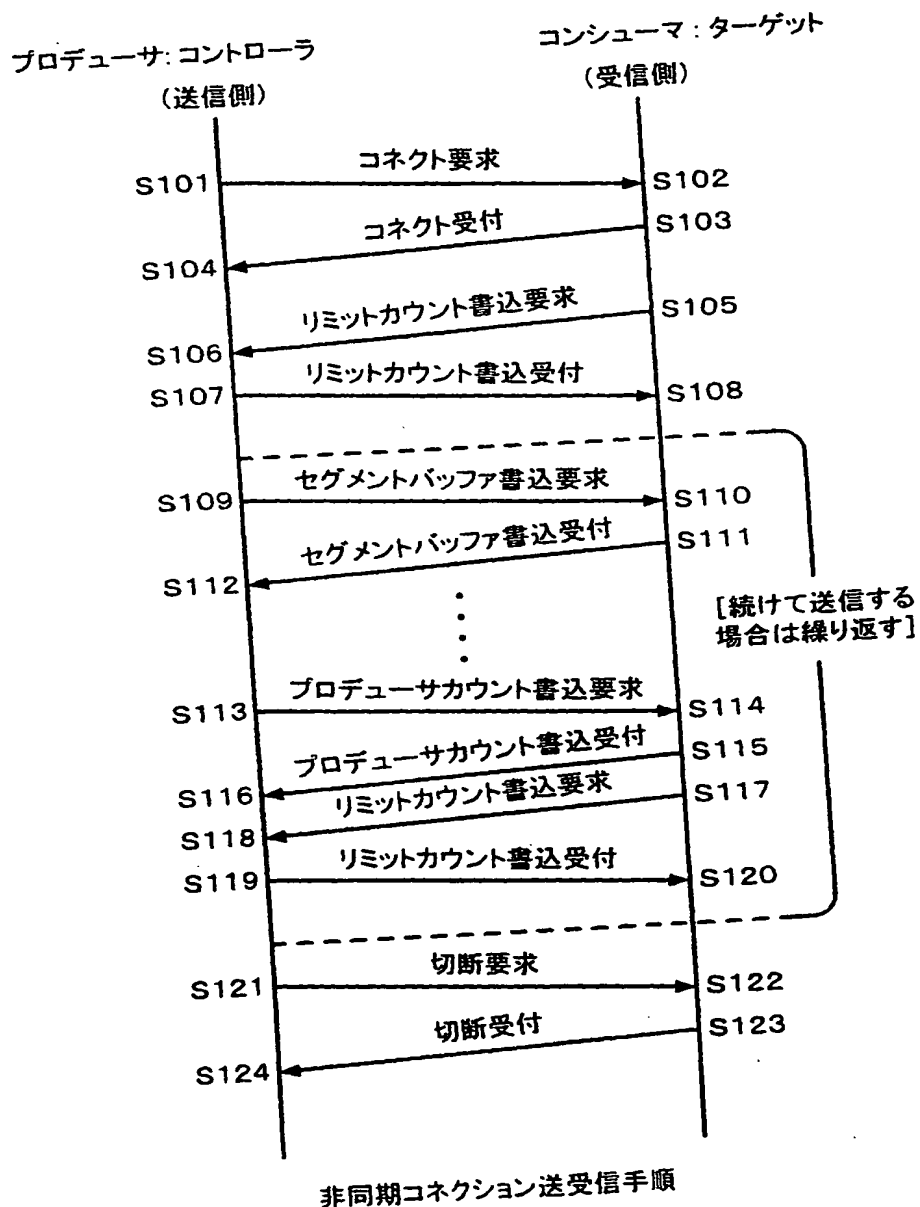 プロデューサ:コントローラ
(送信側)
コンシューマ:ターゲット
(受信側)
S101
コネクト要求
S102
コネクト受付
S103
S104
リミットカウント書込要求
S105
S106
S107
リミットカウント書込受付
S108
S109
セグメントバッファ書込要求
S110
セグメントバッファ書込受付
S111
S112
[続けて送信する
場合は繰り返す]
S113
プロデューサカウント書込要求
S114
プロデューサカウント書込受付
S115
S116
リミットカウント書込要求
S117
S118
S119
リミットカウント書込受付
S120
S121
切断要求
S122
切断受付
S123
S124
非同期コネクション送受信手順